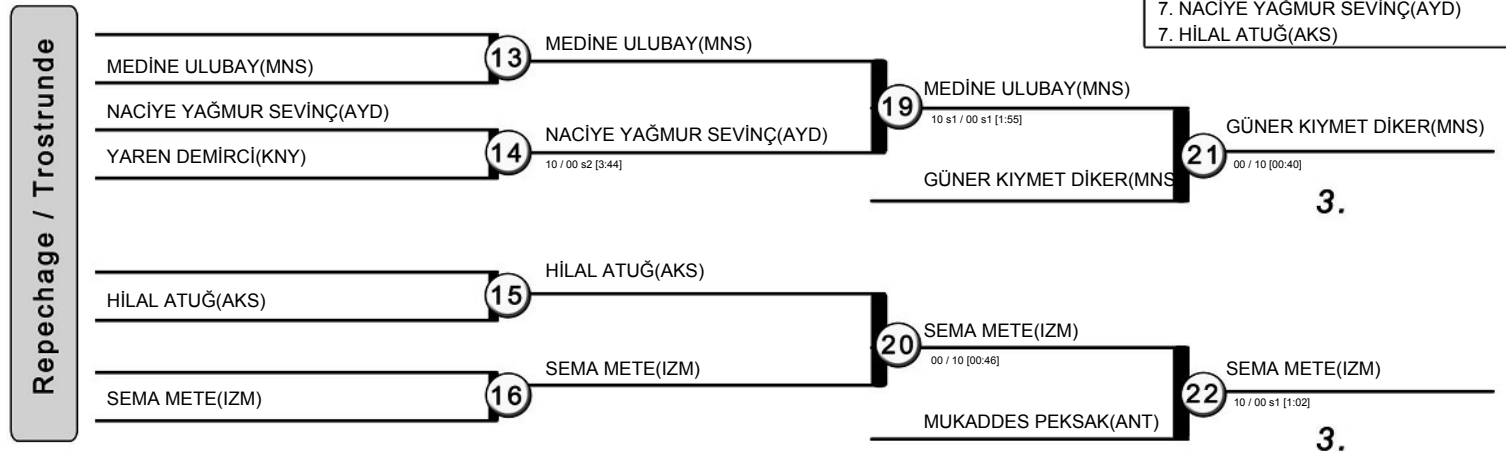 7. NACİYE YAĞMUR SEVİNÇ(AYD)
7. HİLAL ATUĞ(AKS)
Repechage / Trostrunde
MEDİNE ULUBAY(MNS)
13
MEDİNE ULUBAY(MNS)
NACİYE YAĞMUR SEVİNÇ(AYD)
YAREN DEMİRCİ(KNY)
14
NACİYE YAĞMUR SEVİNÇ(AYD)
10 / 00 s2 [3:44]
19
MEDİNE ULUBAY(MNS)
10 s1 / 00 s1 [1:55]
GÜNER KIYMET DİKER(MNS
21
GÜNER KIYMET DİKER(MNS)
00 / 10 [00:40]
3.
HİLAL ATUĞ(AKS)
15
HİLAL ATUĞ(AKS)
SEMA METE(IZM)
16
SEMA METE(IZM)
20
SEMA METE(IZM)
00 / 10 [00:46]
MUKADDES PEKSAK(ANT)
22
SEMA METE(IZM)
10 / 00 s1 [1:02]
3.